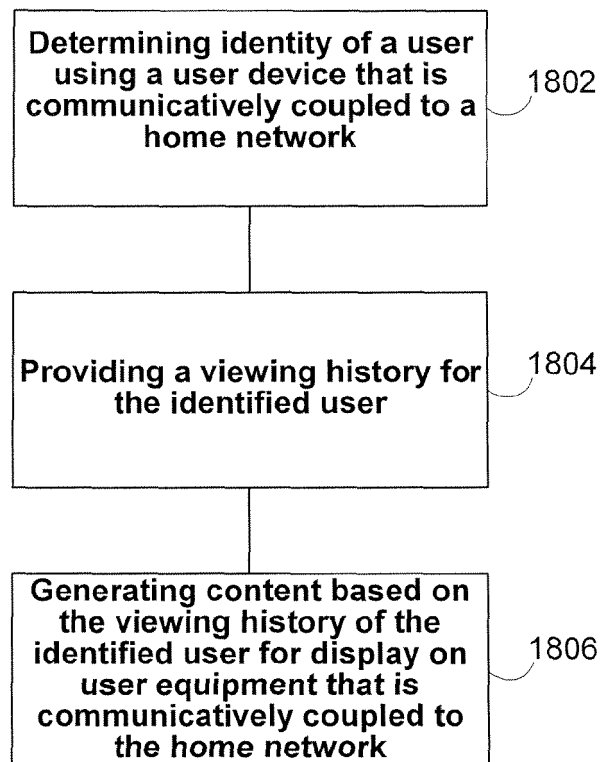 Determining identity of a user
using a user device that is
communicatively coupled to a
home network
1802
Providing a viewing history for
the identified user
1804
Generating content based on
the viewing history of the
identified user for display on
user equipment that is
communicatively coupled to
the home network
1806